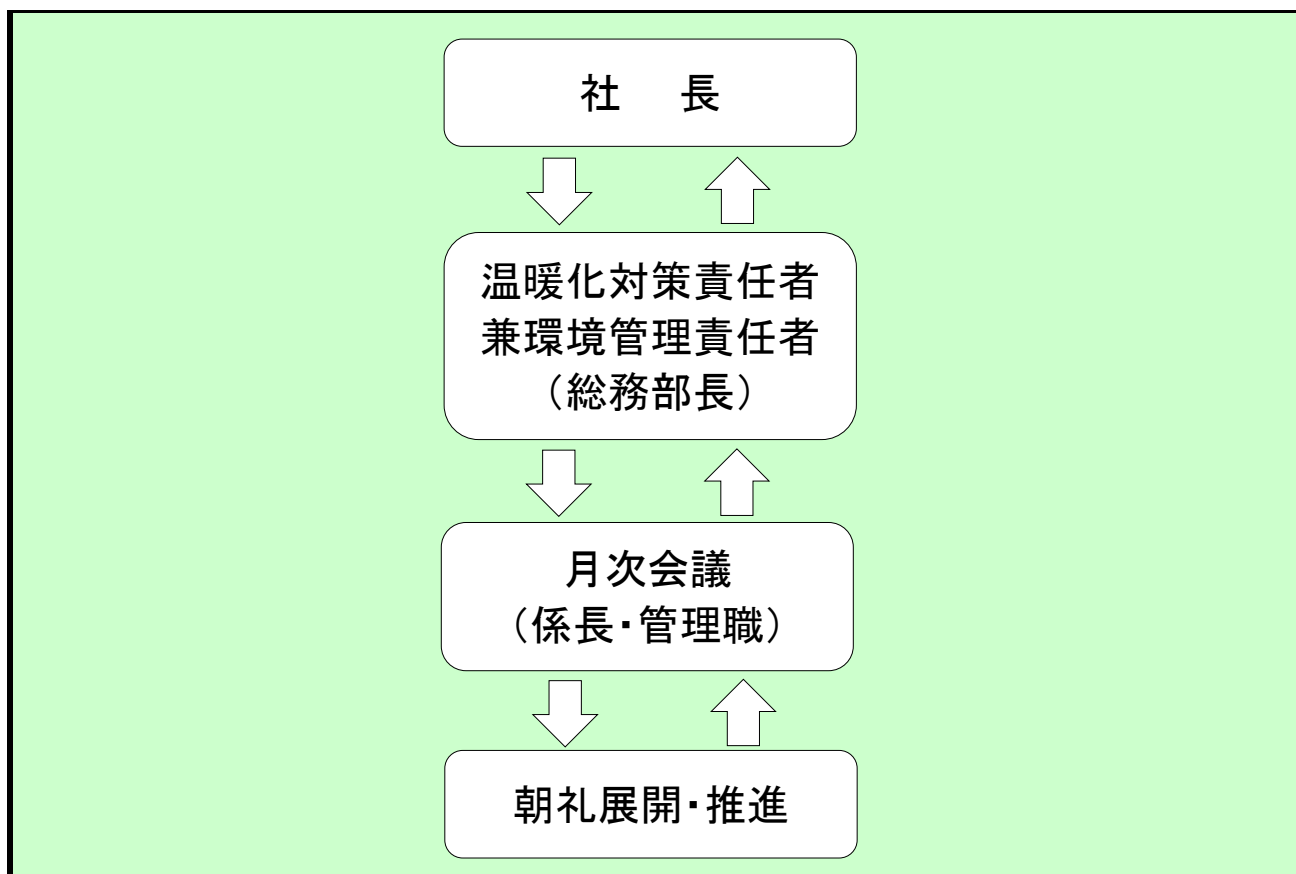 社　長
温暖化対策責任者
兼環境管理責任者
（総務部長）
月次会議
（係長・管理職）
朝礼展開・推進